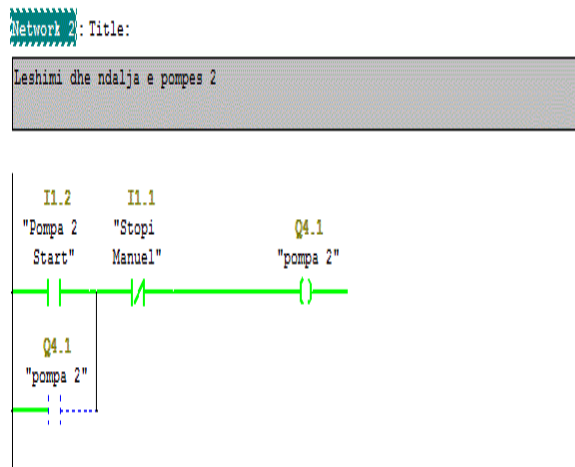 Network 2: Title:
Leshimi dhe ndalja e pompes 2
I1.2
"Pompa 2
Start"
I1.1
"Stopi
Manuel"
Q4.1
"pompa 2"
Q4.1
"pompa 2"